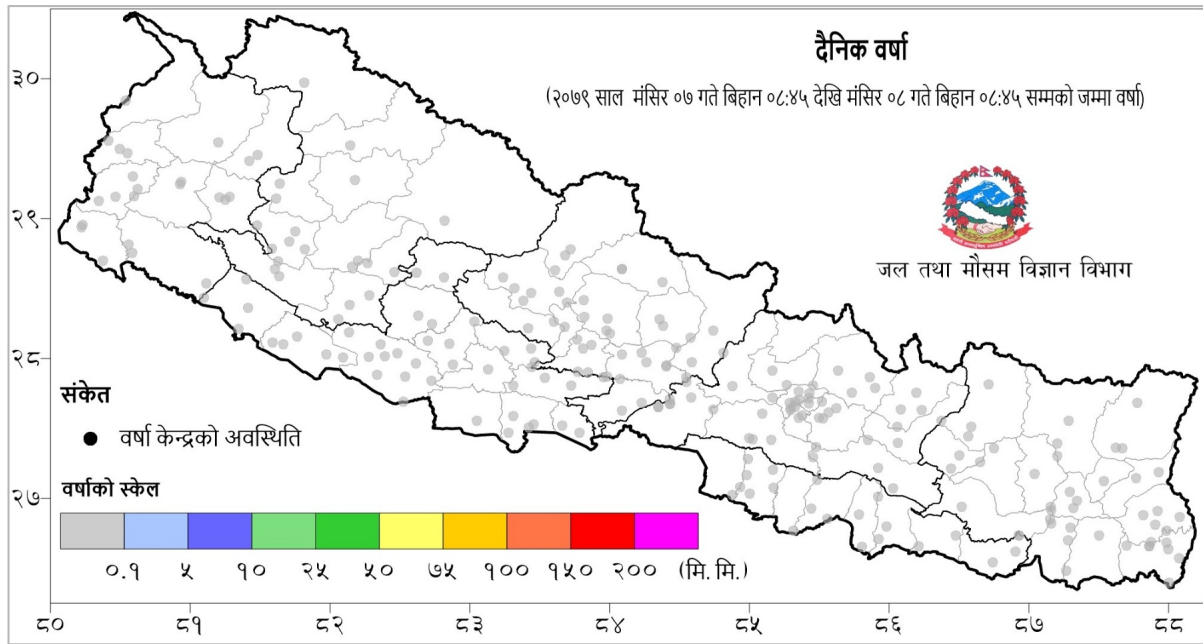 दैनिक वर्षा
(२०७९ साल मंसिर ०७ गते बिहान ०८:४५ देखि मंसिर ०८ गते बिहान ०८:४५ सम्मको जम्मा वर्षा)
जल तथा मौसम विज्ञान विभाग
३०
२९
२८
२७
संकेत
वर्षा केन्द्रको अवस्थिति
वर्षाको स्केल
०.१ ५ १० २५ ५० ७५ १०० १५० २०० (मि. मि.)
८० ८१ ८२ ८३ ८४ ८५ ८६ ८७ ८८